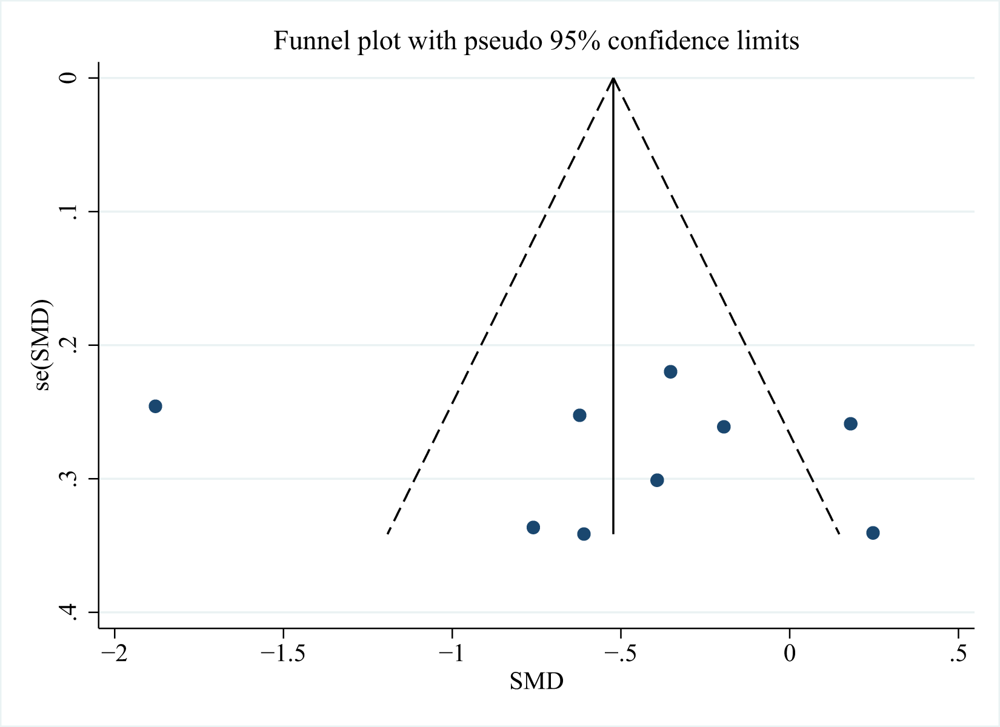 Funnel plot with pseudo 95% confidence limits
se(SMD)
0
.1
.2
.3
.4
−2 −1.5 −1 −.5 0 .5
SMD